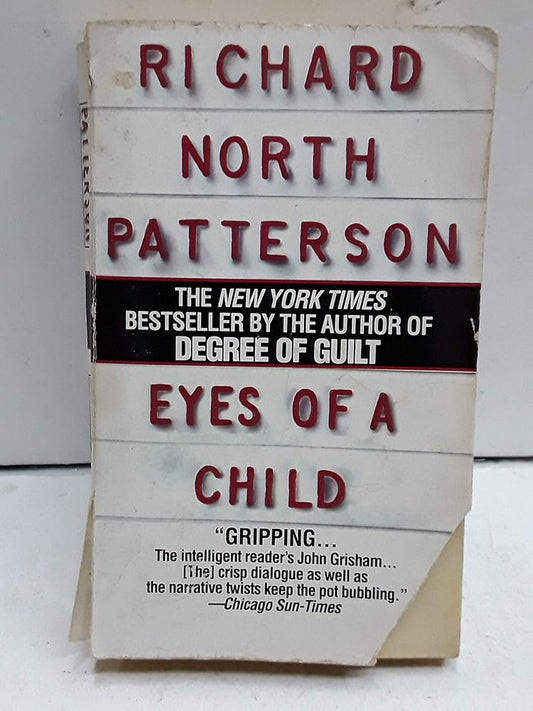 RICHARD
NORTH
PATTERSON
THE NEW YORK TIMES
BESTSELLER BY THE AUTHOR OF
DEGREE OF GUILT
EYES OF A
CHILD
“GRIPPING...
The intelligent reader's John Grisham...
[The] crisp dialogue as well as
the narrative twists keep the pot bubbling.”
—Chicago Sun-Times
PATTERSON